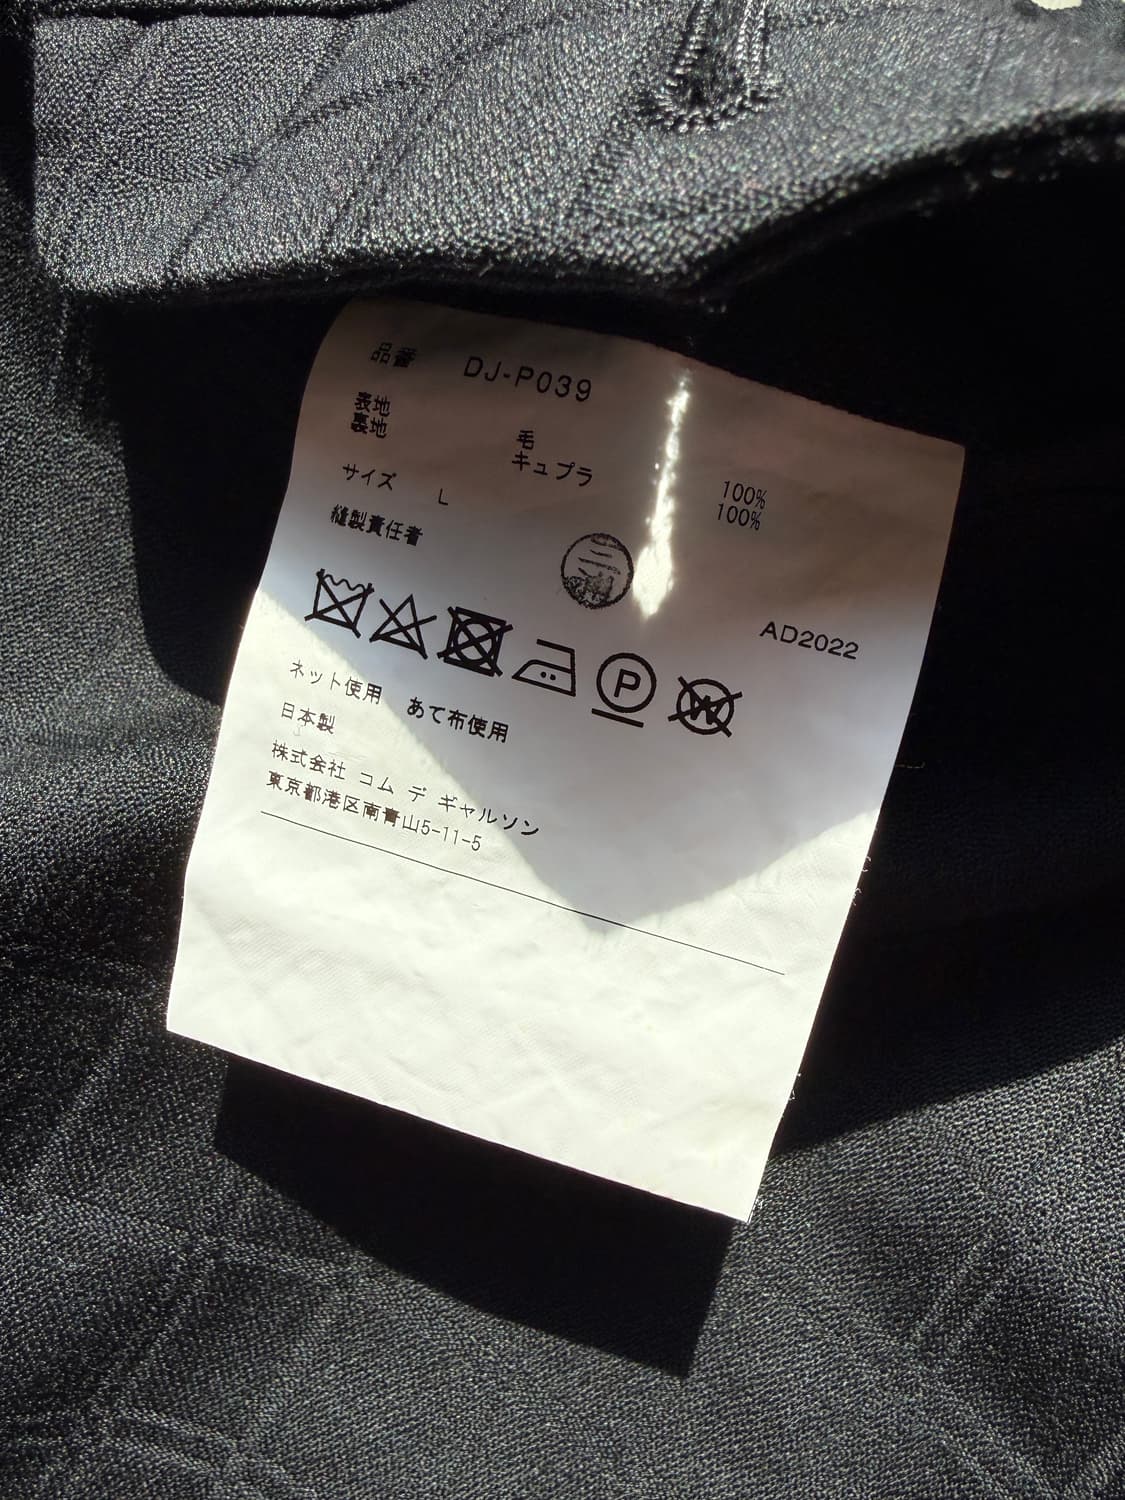 品番 DJ-P039
表地 毛 100%
裏地 キュプラ 100%
サイズ L
縫製責任者
AD2022
P
W
ネット使用 あて布使用
日本製
株式会社 コム デ ギャルソン
東京都港区南青山5-11-5